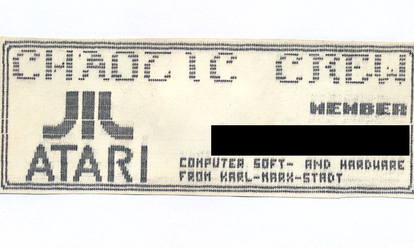 CHAOTIC CREW
MEMBER
ATARI
COMPUTER SOFT- AND HARDWARE
FROM KARL-MARX-STADT